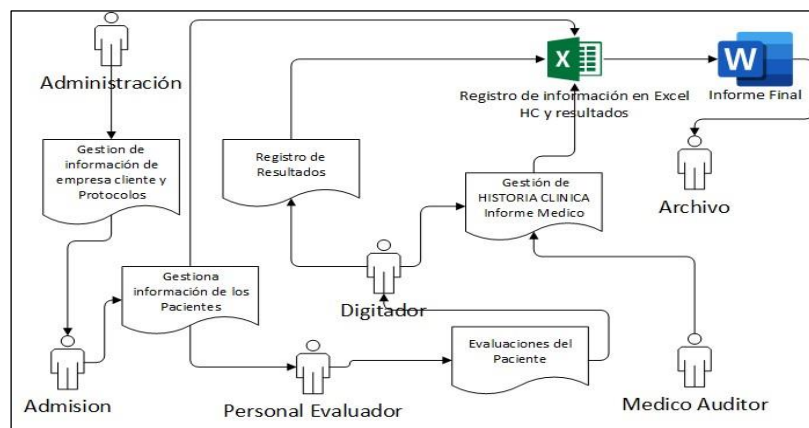 Administración
X
W
Registro de información en Excel
HC y resultados
Informe Final
Gestion de
información de
empresa cliente y
Protocolos
Registro de
Resultados
Gestión de
HISTORIA CLINICA
Informe Medico
Archivo
Gestiona
información de los
Pacientes
Digitador
Evaluaciones del
Paciente
Admision
Personal Evaluador
Medico Auditor